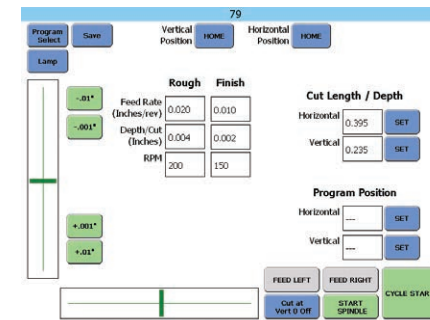 79
Program Select
Save
Vertical Position
HOME
Horizontal Position
HOME
Lamp
Rough Finish
Feed Rate (Inches/rev) 0.020 0.010
Depth/Cut (Inches) 0.004 0.002
RPM 200 150
-.01"
-.001"
+.001"
+.01"
Cut Length / Depth
Horizontal 0.395 SET
Vertical 0.235 SET
Program Position
Horizontal --- SET
Vertical --- SET
FEED LEFT
FEED RIGHT
CYCLE STAR
Cut at Vert 0 Off
START SPINDLE